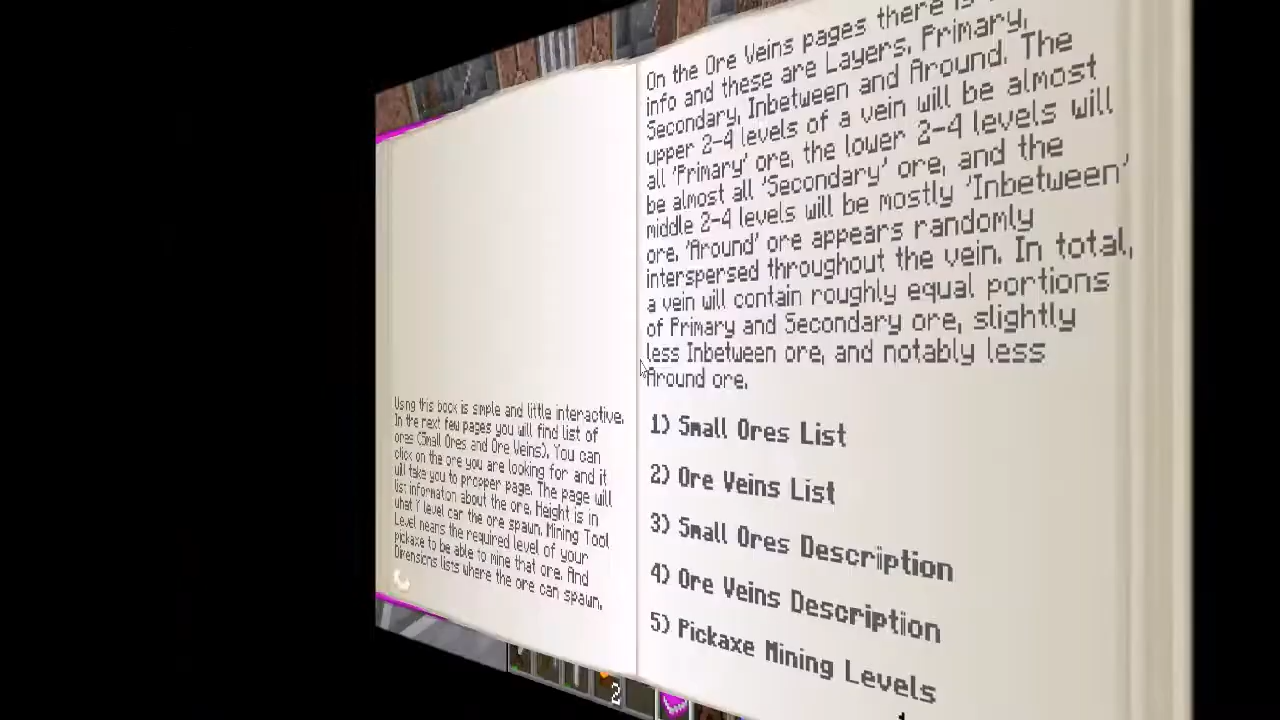 Using this book is simple and little interactive.
In the next few pages you will find list of
ores (Small Ores and Ore Veins). You can
click on the ore you are looking for and it
will take you to propper page. The page will
list information about the ore. Height is in
what Y level can the ore spawn. Mining Tool
Level means the required level of your
pickaxe to be able to mine that ore. And
Dimensions lists where the ore can spawn.
On the Ore Veins pages there is
info and these are Layers, Primary,
Secondary, Inbetween and Around. The
upper 2-4 levels of a vein will be almost
all 'Primary' ore, the lower 2-4 levels will
be almost all 'Secondary' ore, and the
middle 2-4 levels will be mostly 'Inbetween'
ore. 'Around' ore appears randomly
interspersed throughout the vein. In total,
a vein will contain roughly equal portions
of Primary and Secondary ore, slightly
less Inbetween ore, and notably less
Around ore.
1) Small Ores List
2) Ore Veins List
3) Small Ores Description
4) Ore Veins Description
5) Pickaxe Mining Levels
2